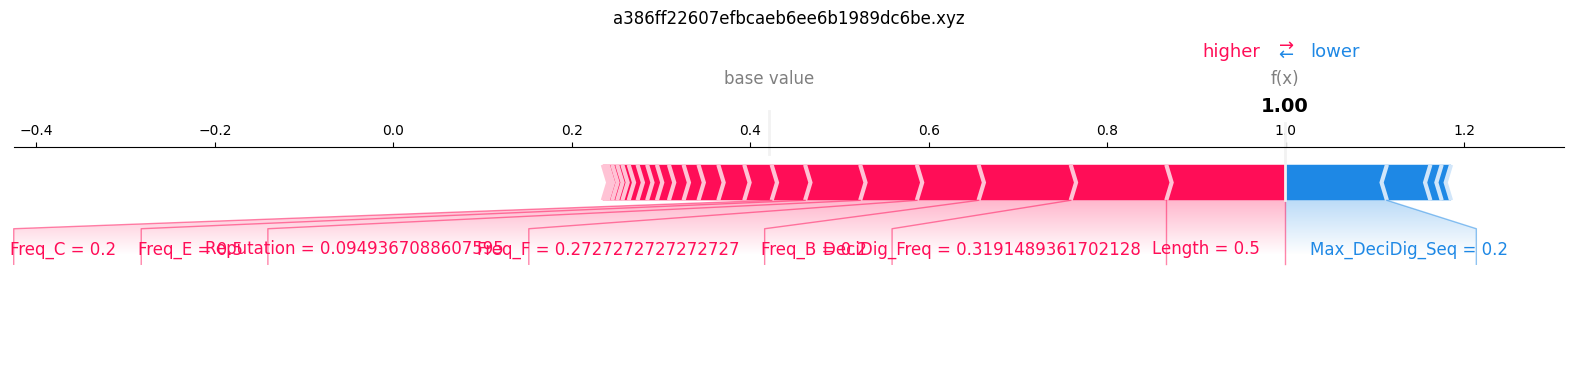 a386ff22607efbcaeb6ee6b1989dc6be.xyz
higher ⇄ lower
base value f(x)
1.00
−0.4 −0.2 0.0 0.2 0.4 0.6 0.8 1.0 1.2
Freq_C = 0.2 Freq_E = 0.5 Reputation = 0.0949367088607595 Freq_F = 0.2727272727272727 Freq_B = 0.2 DeciDig_Freq = 0.3191489361702128 Length = 0.5 Max_DeciDig_Seq = 0.2